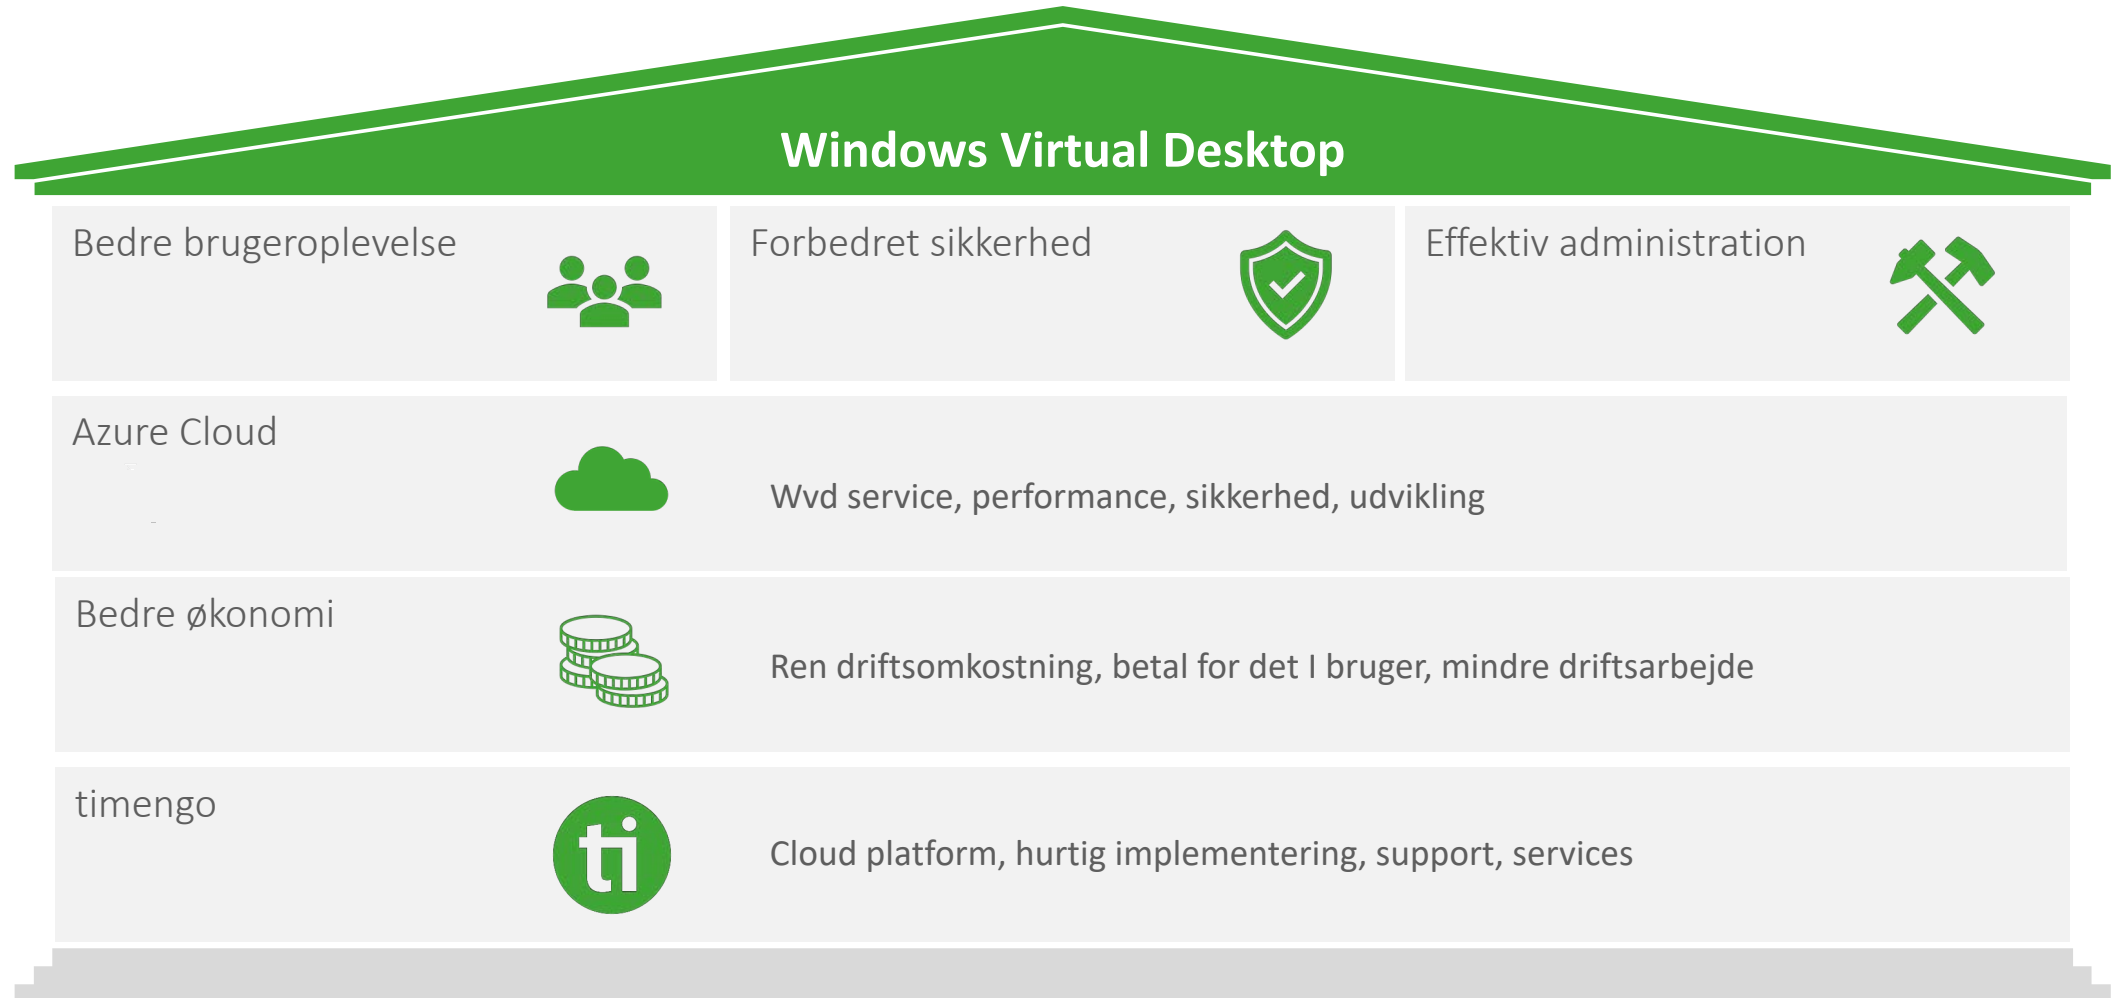 Windows Virtual Desktop
Bedre brugeroplevelse
Forbedret sikkerhed
Effektiv administration
Azure Cloud
Wvd service, performance, sikkerhed, udvikling
Bedre økonomi
Ren driftsomkostning, betal for det I bruger, mindre driftsarbejde
timengo
ti
Cloud platform, hurtig implementering, support, services